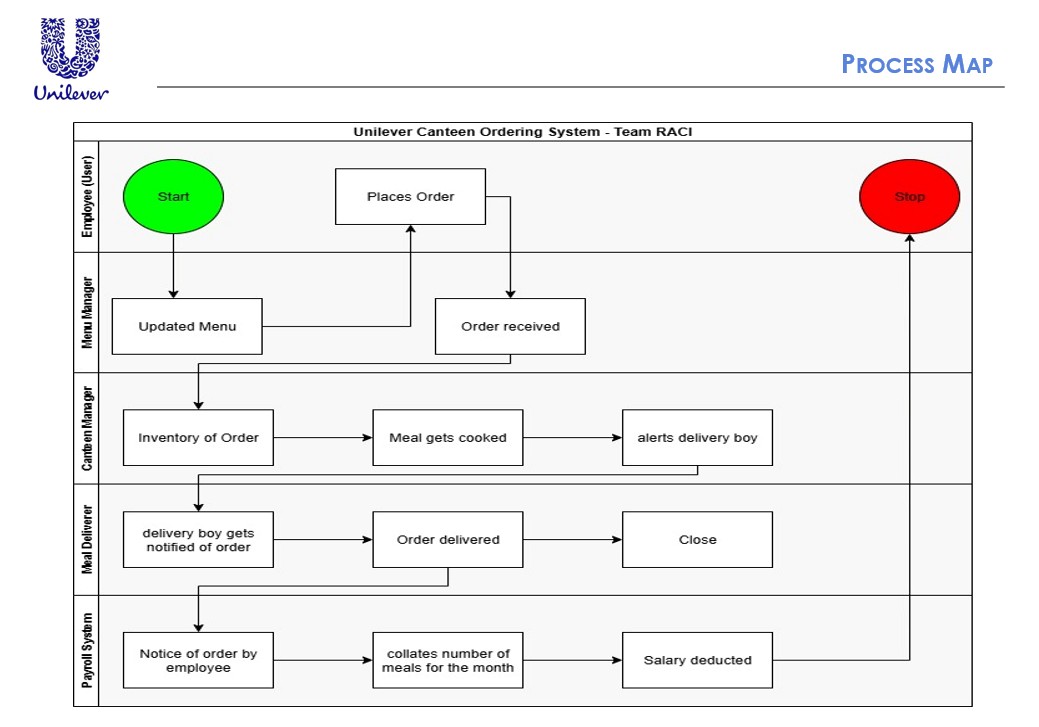 Unilever
PROCESS MAP
Unilever Canteen Ordering System - Team RACI
Employee (User)
Start
Places Order
Stop
Menu Manager
Updated Menu
Order received
Canteen Manager
Inventory of Order
Meal gets cooked
alerts delivery boy
Meal Deliverer
delivery boy gets
notified of order
Order delivered
Close
Payroll System
Notice of order by
employee
collates number of
meals for the month
Salary deducted